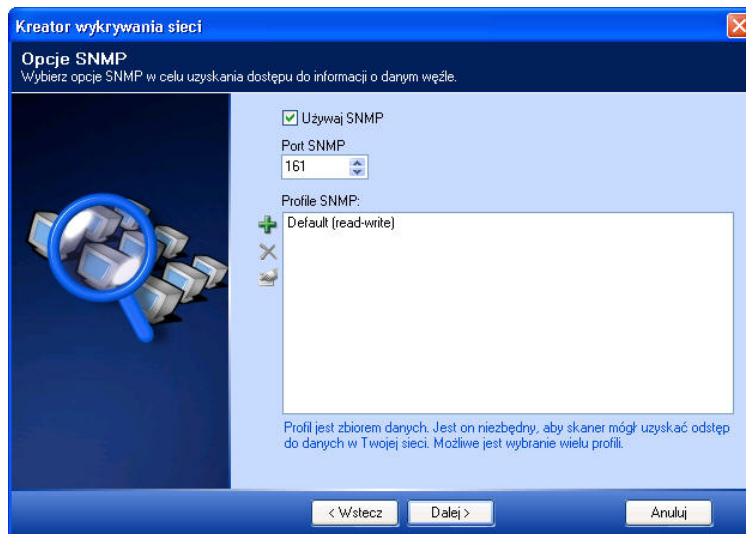 Kreator wykrywania sieci
Opcje SNMP
Wybierz opcje SNMP w celu uzyskania dostępu do informacji o danym węźle.
Używaj SNMP
Port SNMP
161
Profile SNMP:
Default (read-write)
Profil jest zbiorem danych. Jest on niezbędny, aby skaner mógł uzyskać odstęp
do danych w Twojej sieci. Możliwe jest wybranie wielu profili.
< Wstecz
Dalej >
Anuluj